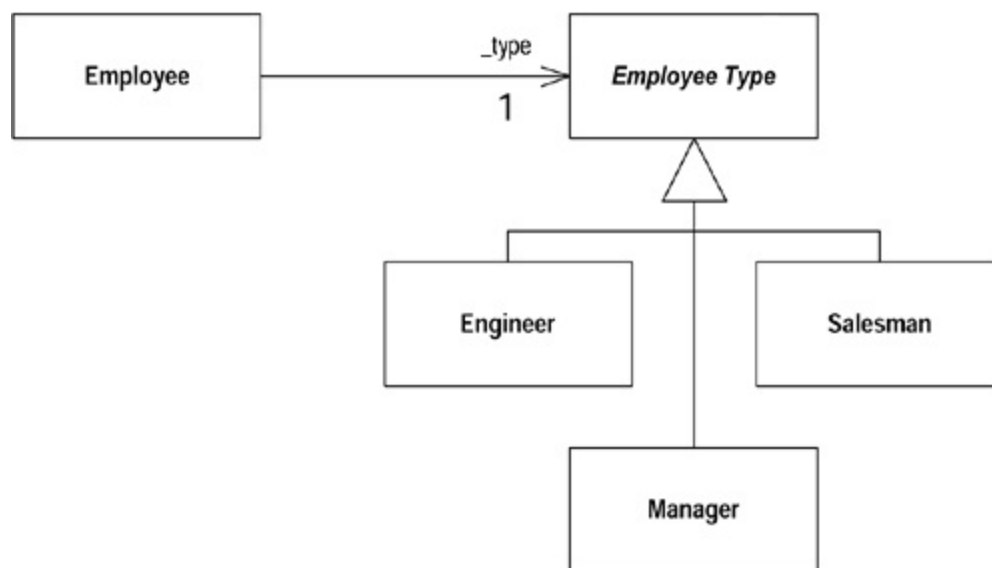 _type
Employee
Employee Type
1
Engineer
Salesman
Manager